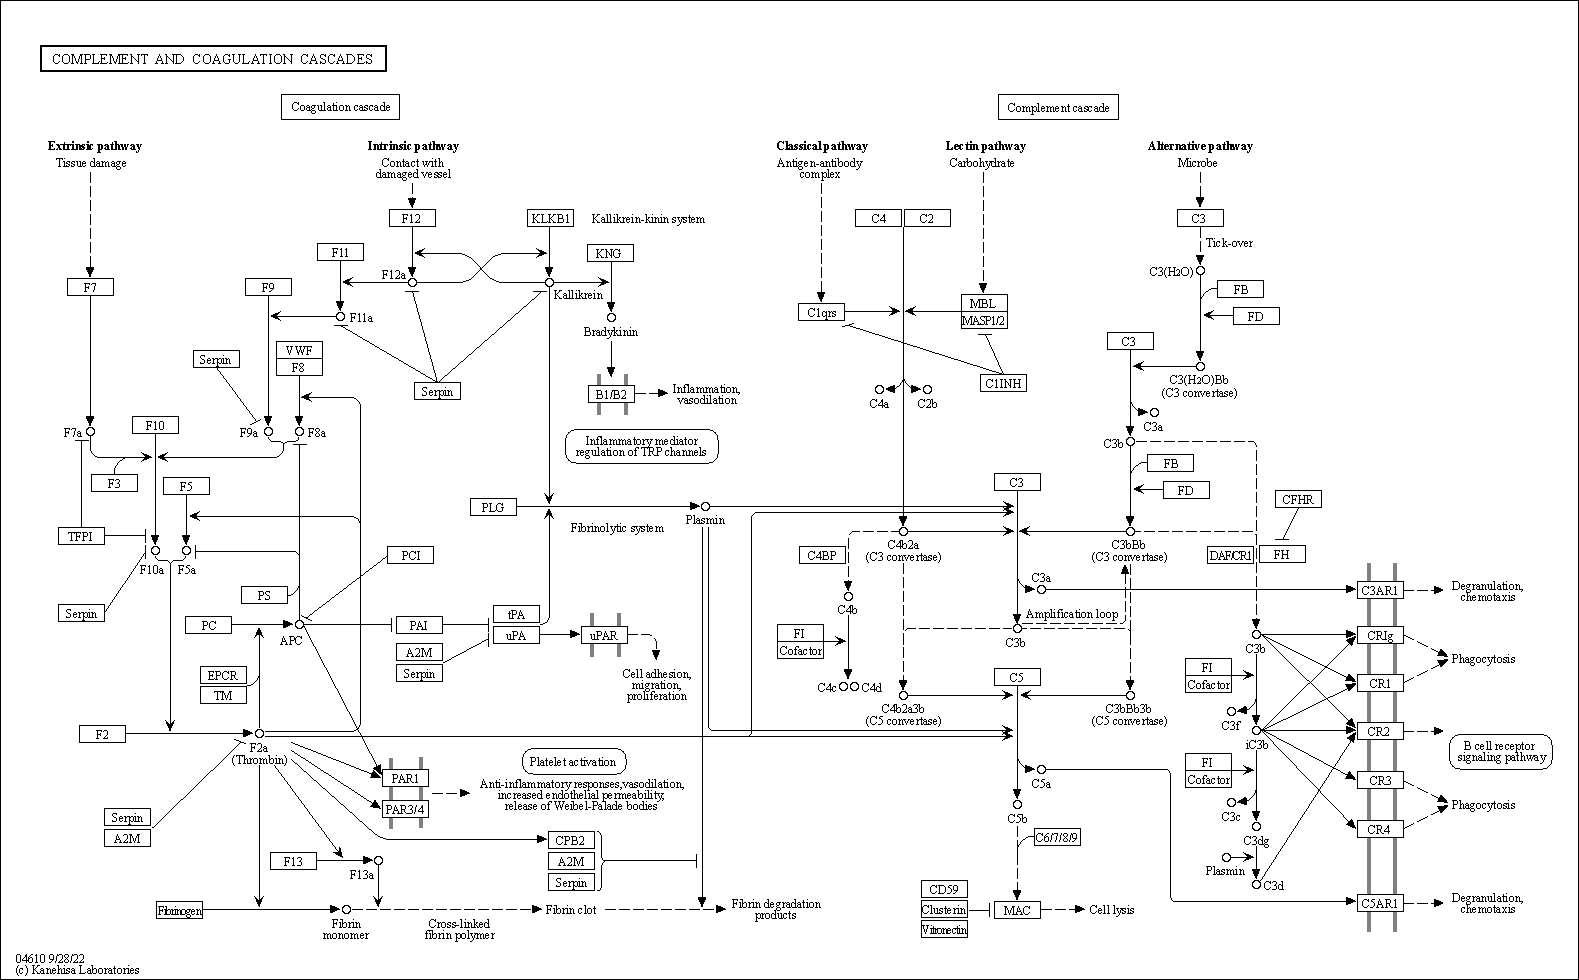 COMPLEMENT AND COAGULATION CASCADES
Coagulation cascade
Complement cascade
Extrinsic pathway
Tissue damage
Intrinsic pathway
Contact with
damaged vessel
Classical pathway
Antigen-antibody
complex
Lectin pathway
Carbohydrate
Alternative pathway
Microbe
F12
KLKB1
Kallikrein-kinin system
C4
C2
C3
Tick-over
F11
KNG
F12a
Kallikrein
C3(H2O)
F7
F9
F11a
Bradykinin
C1qrs
MBL
MASP1/2
FB
FD
VWF
F8
Serpin
Serpin
B1/B2
Inflammation,
vasodilation
C1INH
C3
C3(H2O)Bb
(C3 convertase)
C4a
C2b
C3a
F7a
F10
F9a
F8a
Inflammatory mediator
regulation of TRP channels
C3b
F3
F5
FB
FD
PLG
Plasmin
Fibrinolytic system
C3
CFHR
TFPI
F10a
F5a
PCI
C4BP
C4b2a
(C3 convertase)
C3bBb
(C3 convertase)
DAF/CR1
FH
Serpin
PS
PC
APC
PAI
tPA
uPA
uPAR
A2M
Serpin
Cell adhesion,
migration,
proliferation
C4b
FI
Cofactor
C4c
C4d
C3a
Amplification loop
C3b
C3AR1
Degranulation,
chemotaxis
C3b
CRIg
Phagocytosis
CR1
FI
Cofactor
C3f
EPCR
TM
C5
C4b2a3b
(C5 convertase)
C3bBb3b
(C5 convertase)
F2
F2a
(Thrombin)
iC3b
CR2
B cell receptor
signaling pathway
Platelet activation
PAR1
PAR3/4
Anti-inflammatory responses,vasodilation,
increased endothelial permeability,
release of Weibel-Palade bodies
C5a
C5b
FI
Cofactor
C3c
CR3
Phagocytosis
CR4
Serpin
A2M
CPB2
A2M
Serpin
C6/7/8/9
C3dg
Plasmin
C3d
F13
F13a
Fibrinogen
Fibrin
monomer
Cross-linked
fibrin polymer
Fibrin clot
Fibrin degradation
products
CD59
Clusterin
Vitronectin
MAC
Cell lysis
C5AR1
Degranulation,
chemotaxis
04610 9/28/22
(c) Kanehisa Laboratories